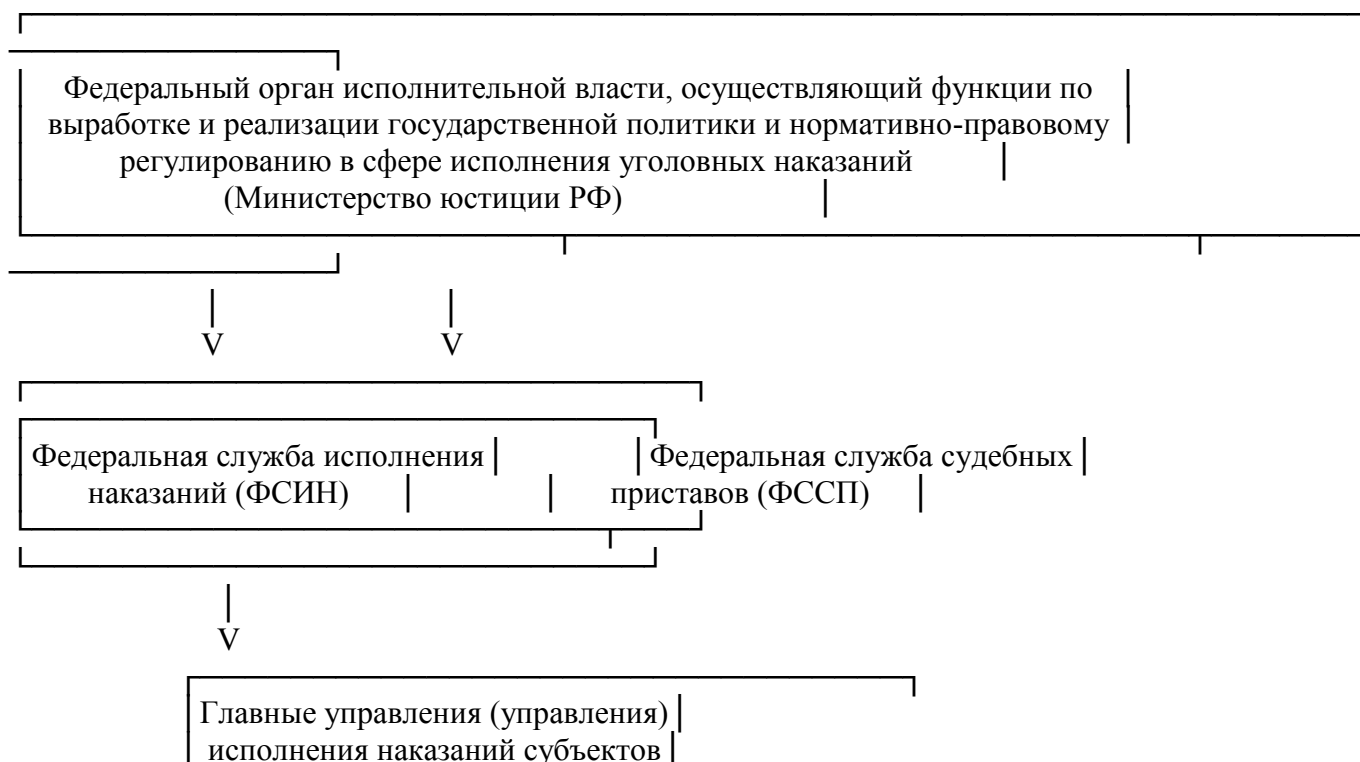 Федеральный орган исполнительной власти, осуществляющий функции по
выработке и реализации государственной политики и нормативно-правовому
регулированию в сфере исполнения уголовных наказаний
(Министерство юстиции РФ)
V V
Федеральная служба исполнения Федеральная служба судебных
наказаний (ФСИН) приставов (ФССП)
V
Главные управления (управления)
исполнения наказаний субъектов